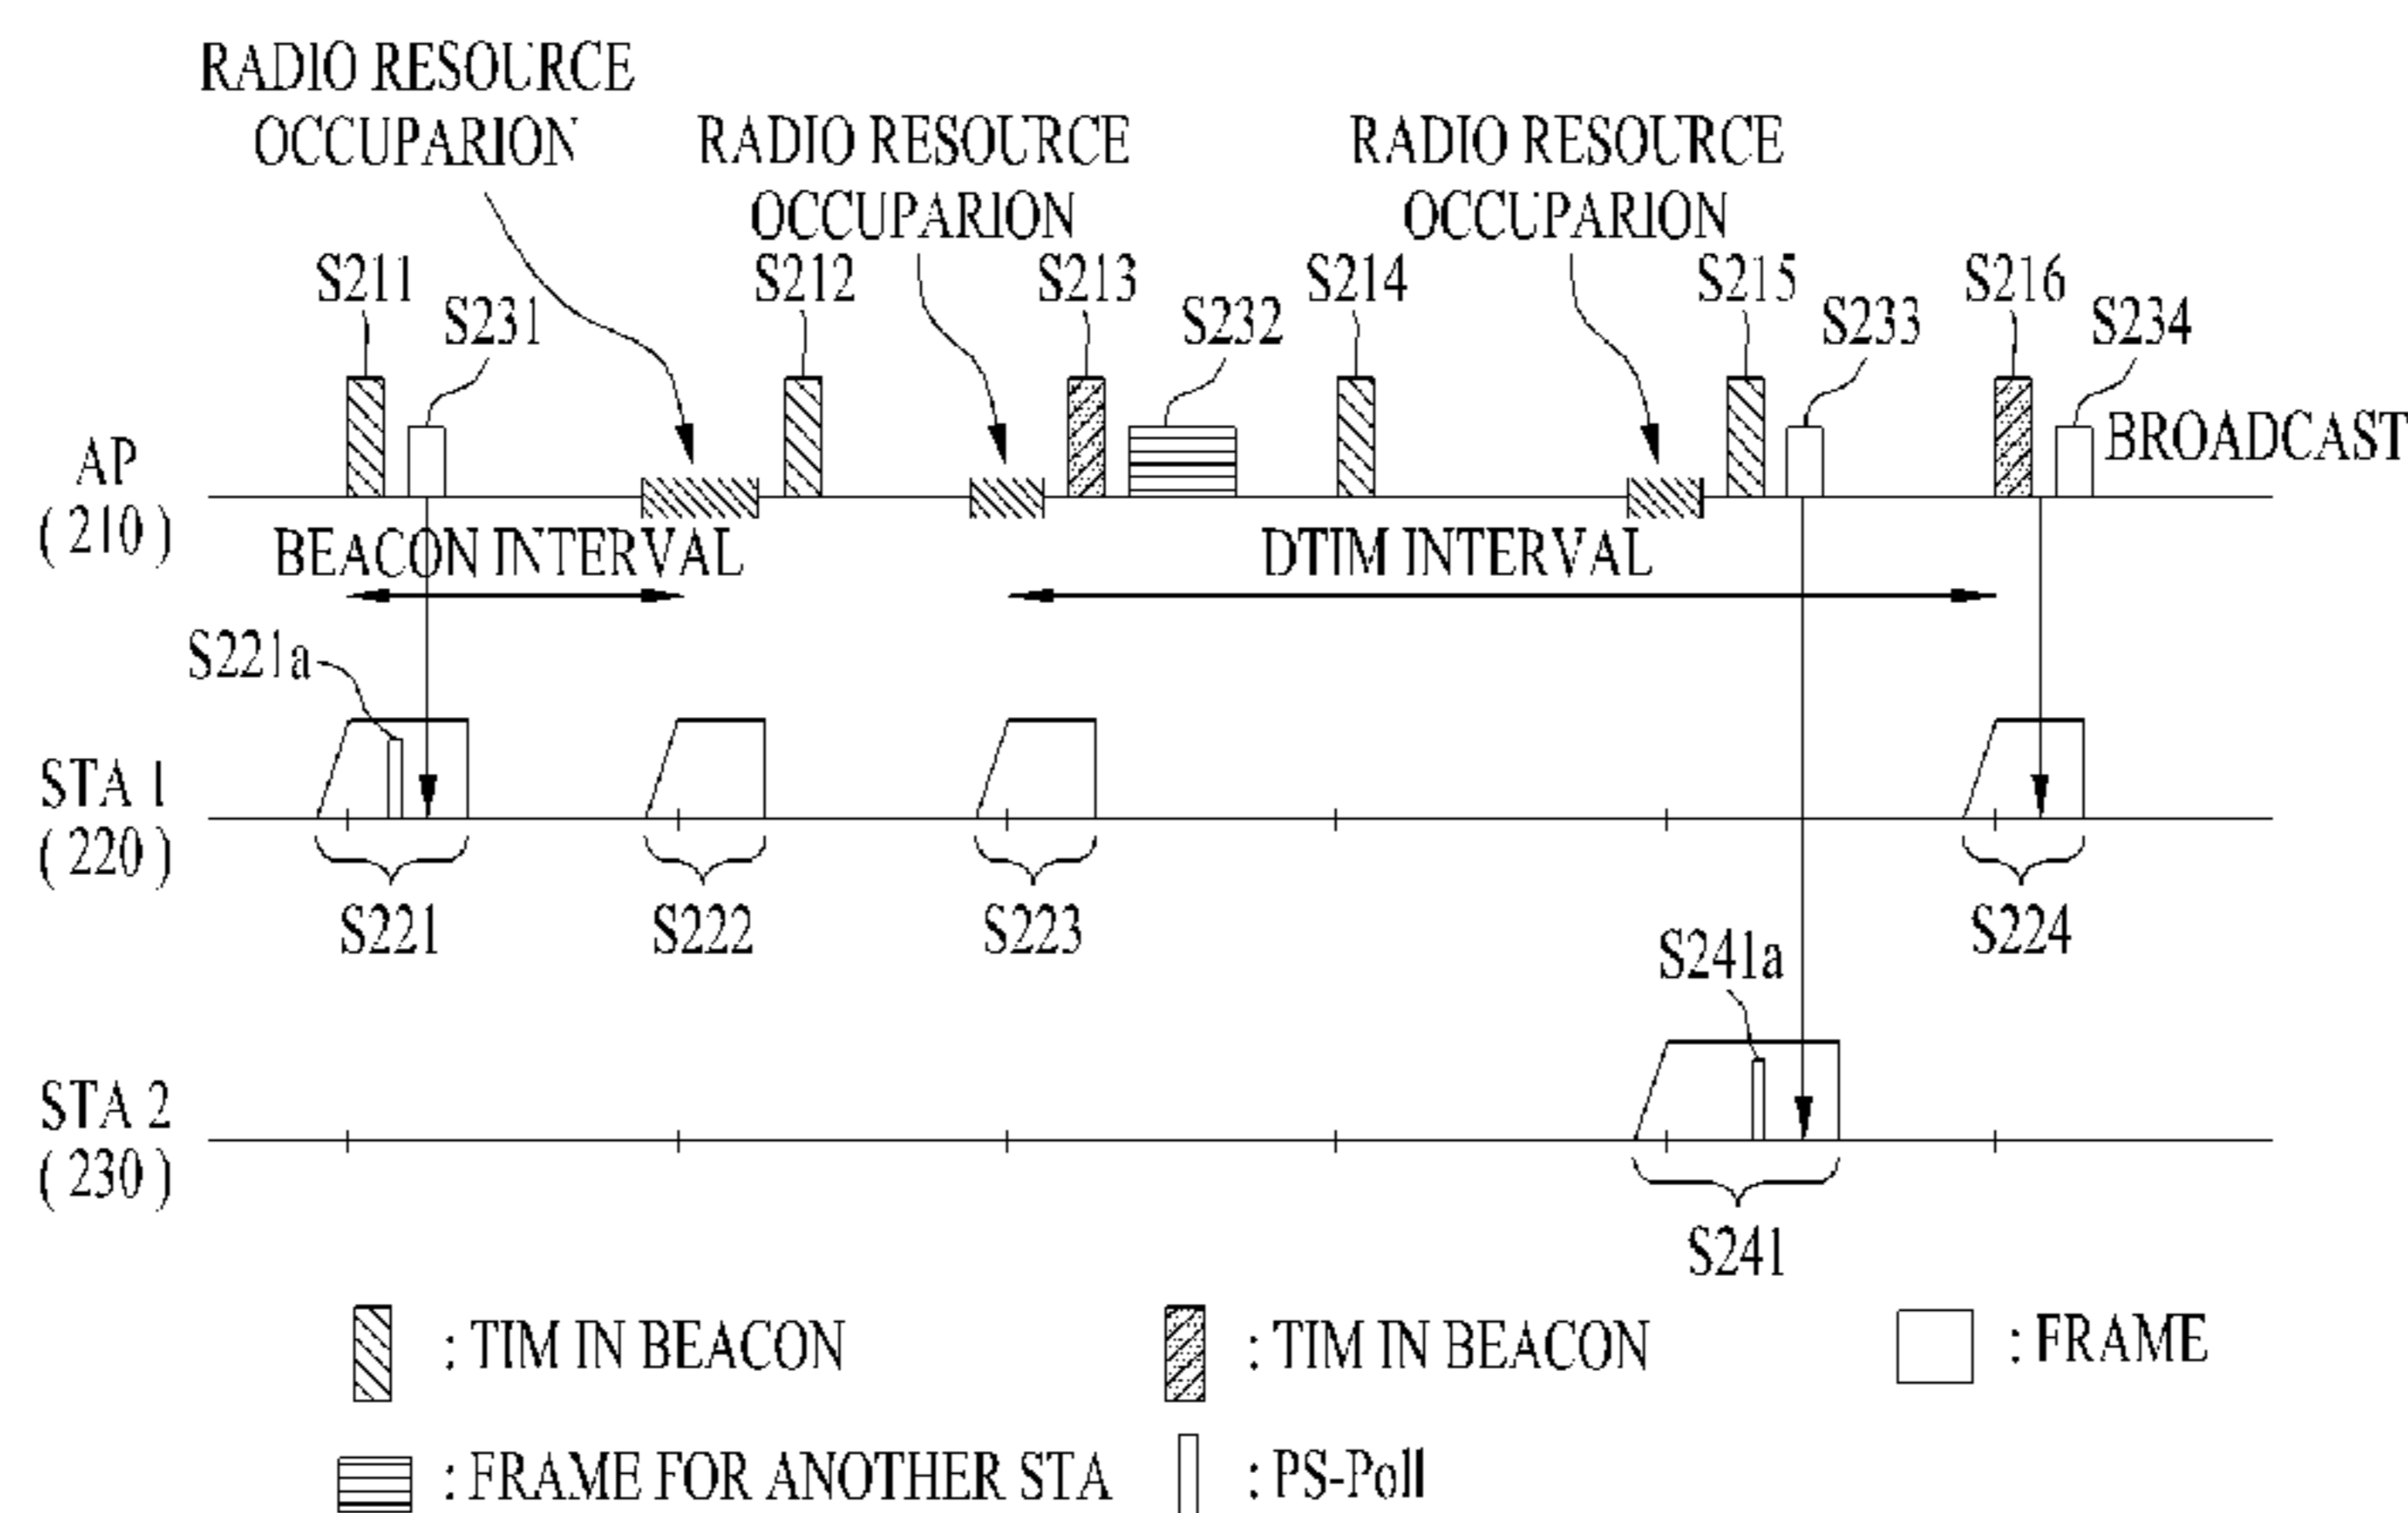 RADIO RESOURCE
OCCUPARION
RADIO RESOURCE
OCCUPARION
RADIO RESOURCE
OCCUPARION
S211
S231
S212
S213
S232
S214
S215
S233
S216
S234
BROADCAST
AP
( 210 )
BEACON INTERVAL
DTIM INTERVAL
S221a
STA 1
( 220 )
S221
S222
S223
S224
S241a
STA 2
( 230 )
S241
: TIM IN BEACON
: TIM IN BEACON
: FRAME
: FRAME FOR ANOTHER STA
: PS-Poll